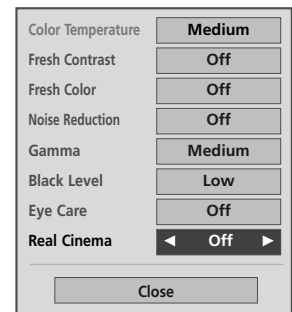 Color Temperature Medium
Fresh Contrast Off
Fresh Color Off
Noise Reduction Off
Gamma Medium
Black Level Low
Eye Care Off
Real Cinema ◄ Off ►
Close